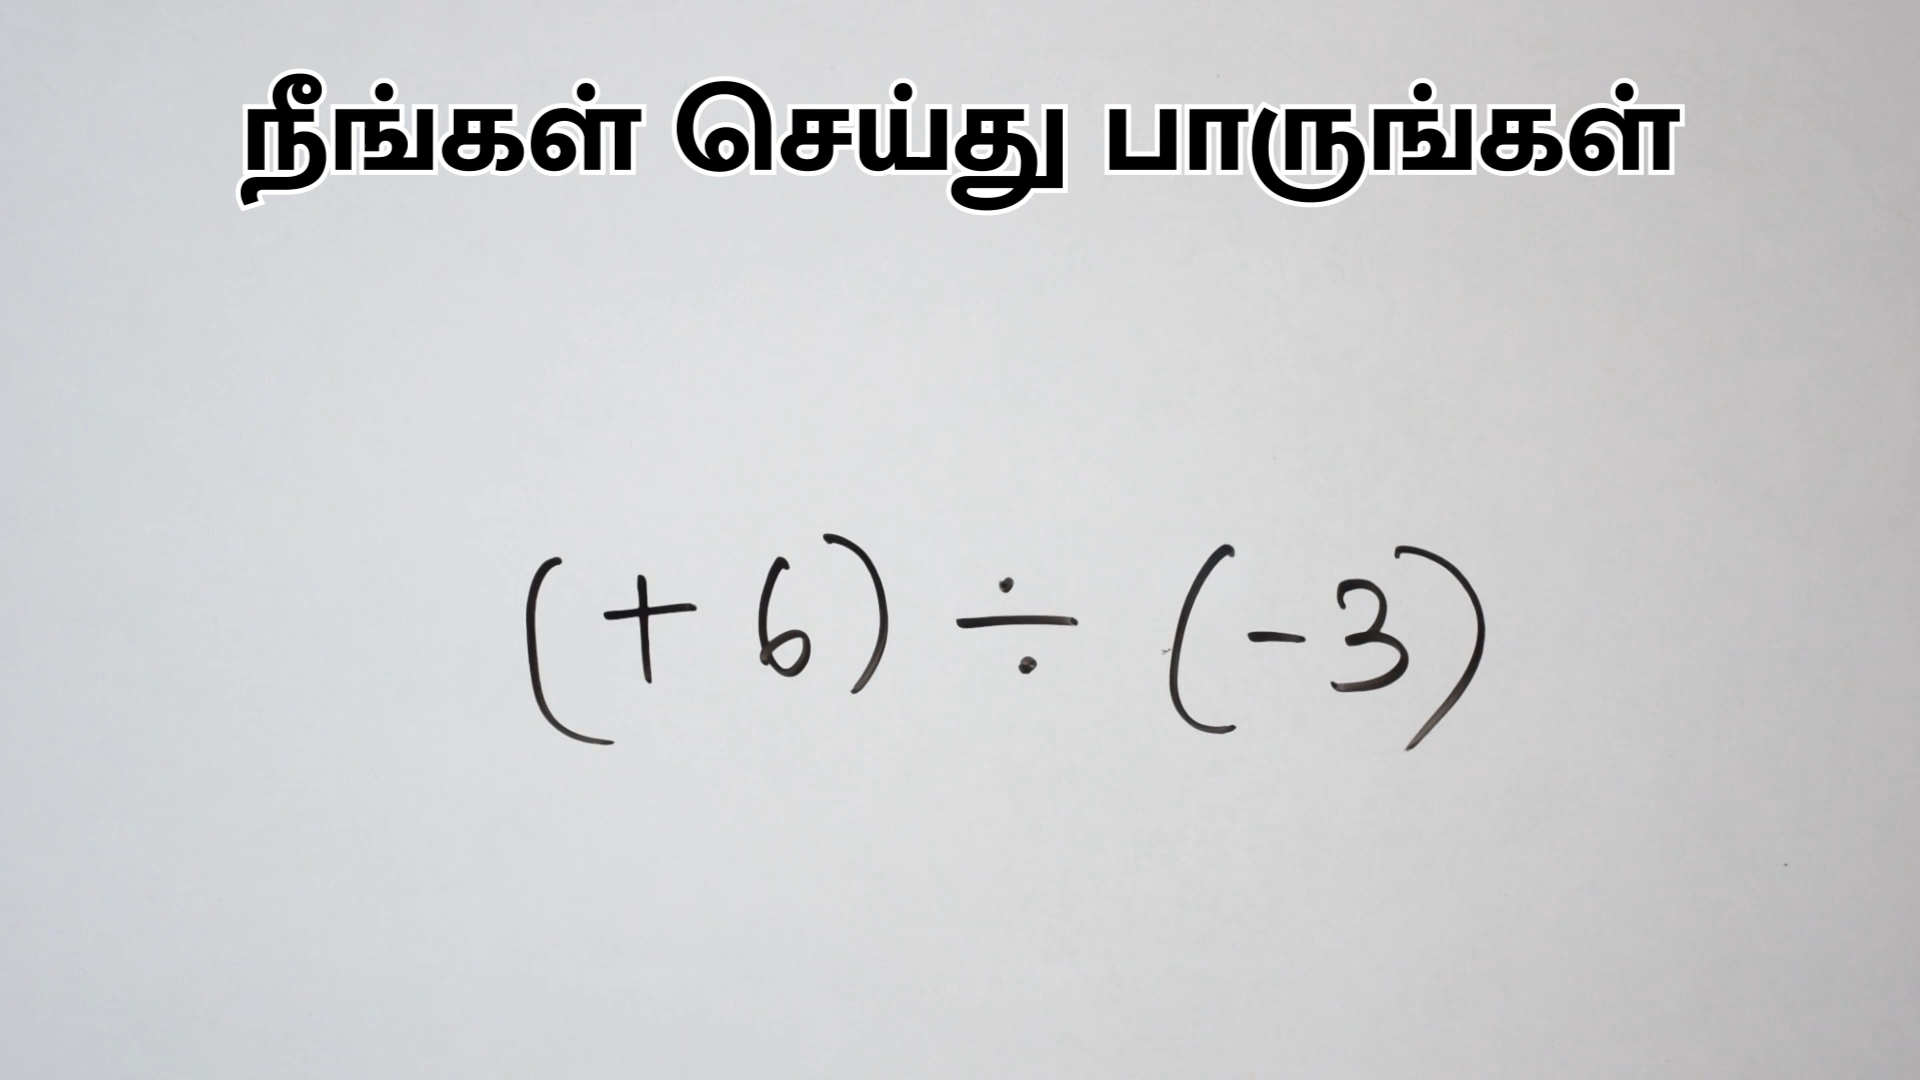 நீங்கள் செய்து பாருங்கள்
(+ 6) ÷ (- 3)